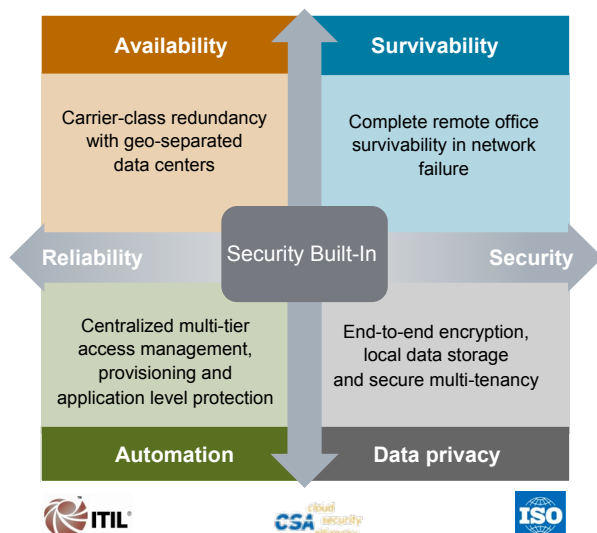 Availability
Survivability
Carrier-class redundancy
with geo-separated
data centers
Complete remote office
survivability in network
failure
Reliability
Security Built-In
Security
Centralized multi-tier
access management,
provisioning and
application level protection
End-to-end encryption,
local data storage
and secure multi-tenancy
Automation
Data privacy
ITIL®
CSA cloud
security
ISO